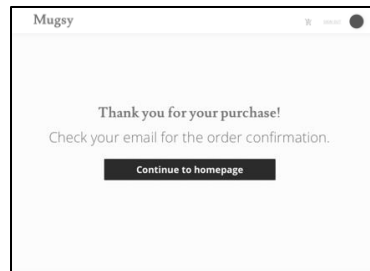 Mugsy
Thank you for your purchase!
Check your email for the order confirmation.
Continue to homepage